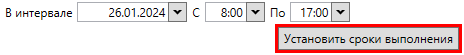 В интервале 26.01.2024 С 8:00 По 17:00
Установить сроки выполнения